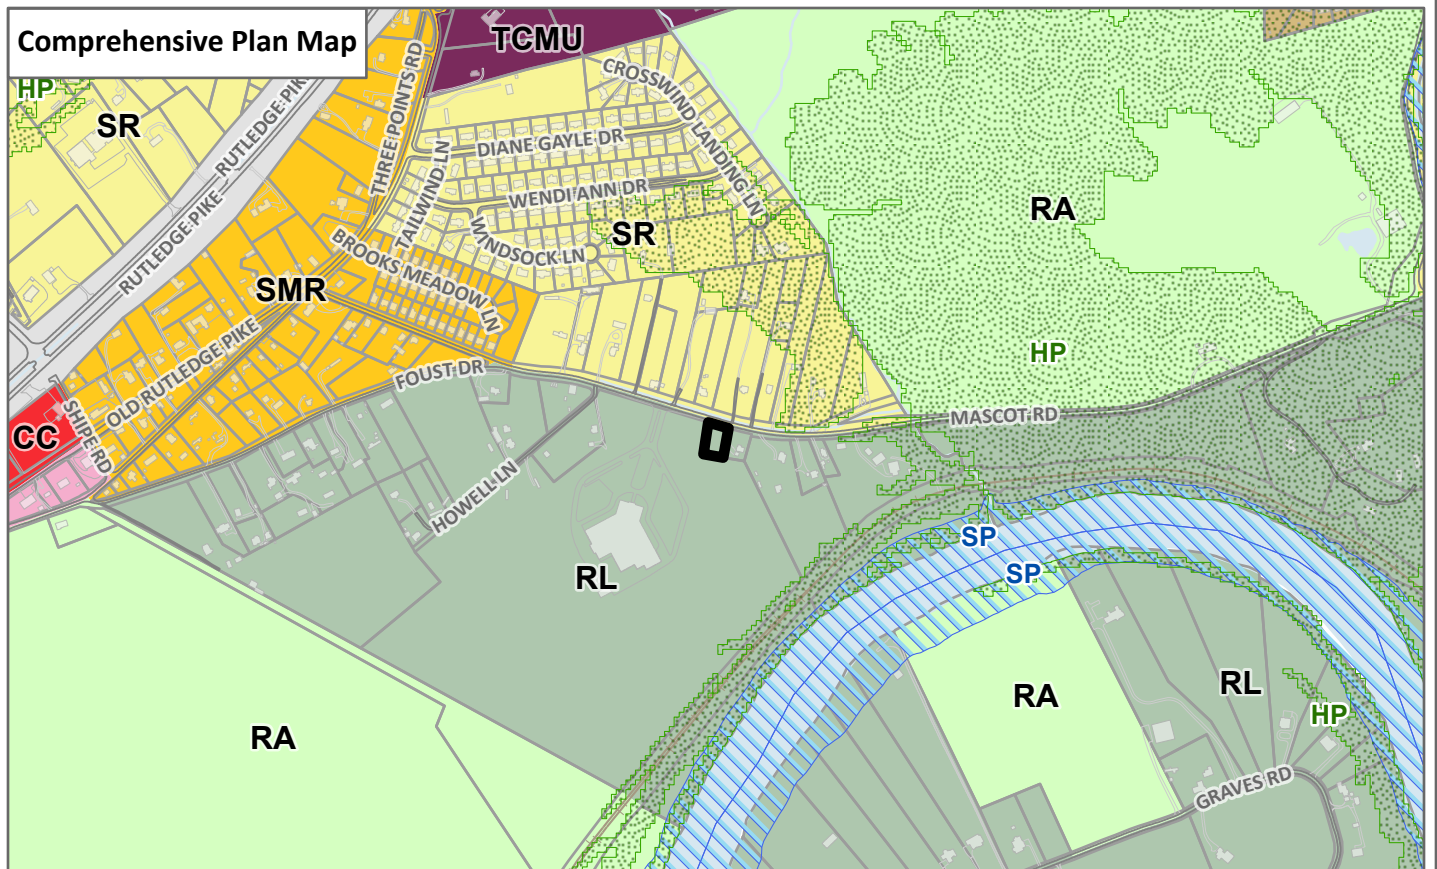 Comprehensive Plan Map
TCMU
HP
SR
RUTLEDGE PIKE
RUTLEDGE PIKE
THREE POINTS RD
CROSSWIND LANDING LN
DIANE GAYLE DR
TAILWIND LN
WENDI ANN DR
WINDSOCK LN
SR
RA
BROOKS MEADOW LN
SMR
OLD RUTLEDGE PIKE
HP
FOUST DR
MASCOT RD
CC
SHIPE RD
HOWELL LN
SP
SP
RL
RA
RL
HP
RA
GRAVES RD